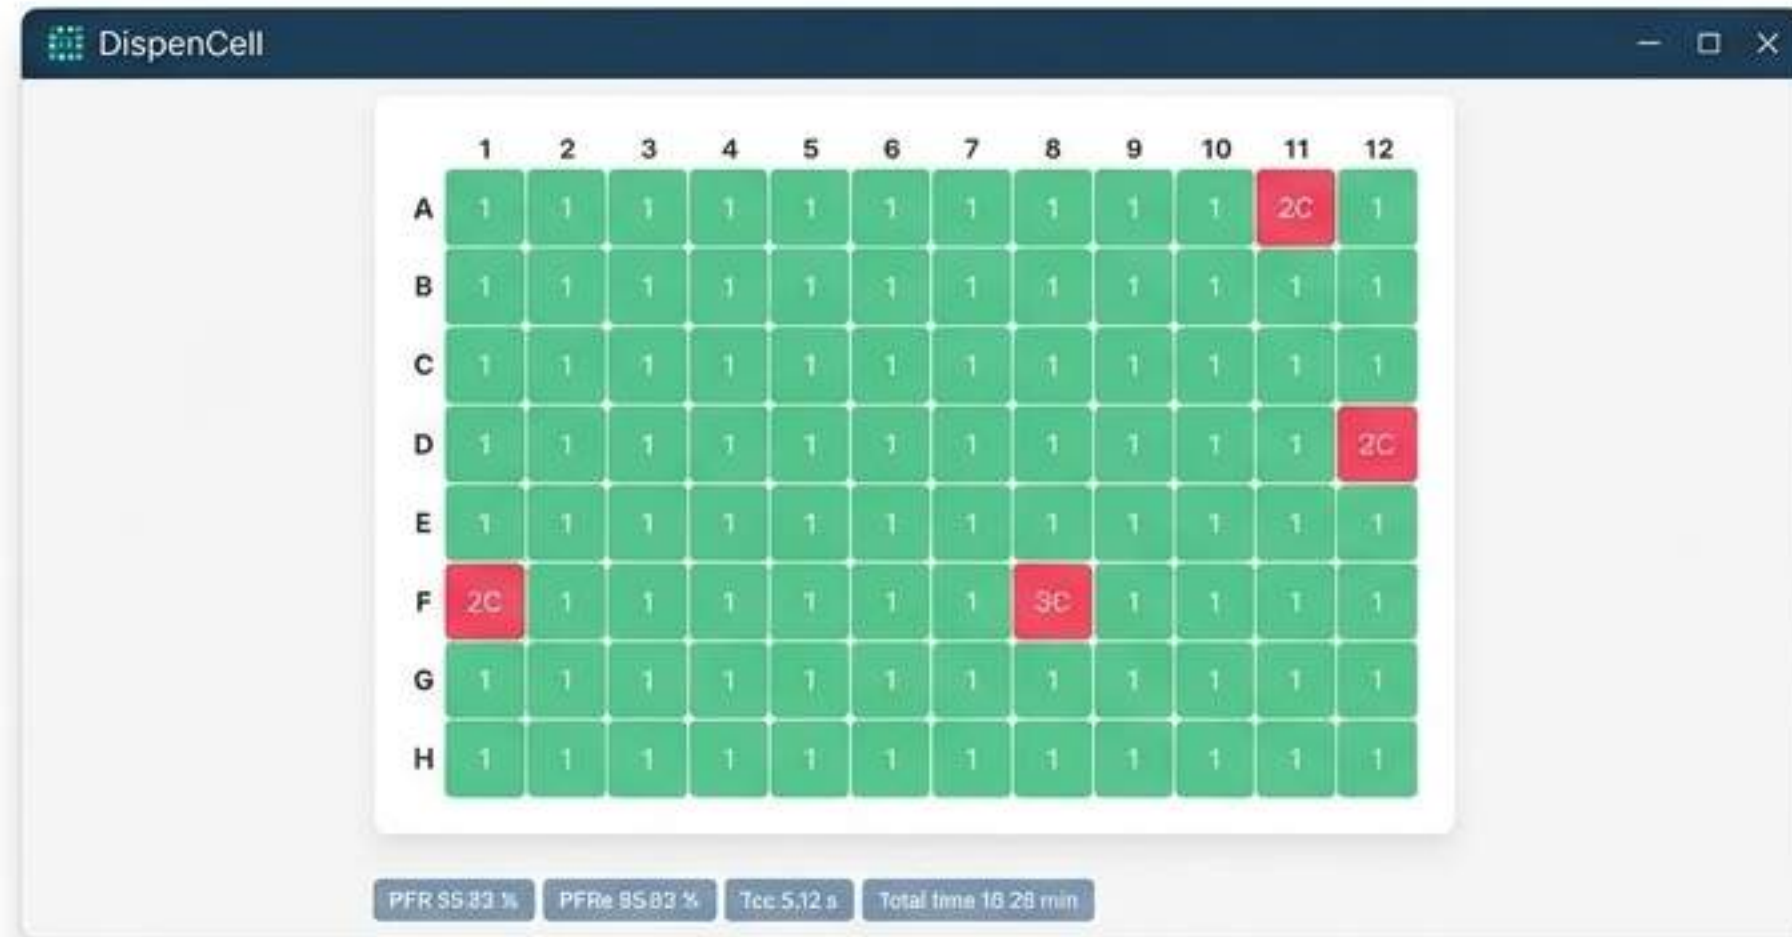 DispenCell
1 2 3 4 5 6 7 8 9 10 11 12
A 1 1 1 1 1 1 1 1 1 1 2C 1
B 1 1 1 1 1 1 1 1 1 1 1 1
C 1 1 1 1 1 1 1 1 1 1 1 1
D 1 1 1 1 1 1 1 1 1 1 1 2C
E 1 1 1 1 1 1 1 1 1 1 1 1
F 2C 1 1 1 1 1 1 3C 1 1 1 1
G 1 1 1 1 1 1 1 1 1 1 1 1
H 1 1 1 1 1 1 1 1 1 1 1 1
PFR % PFRe % 5.12 s Total time min